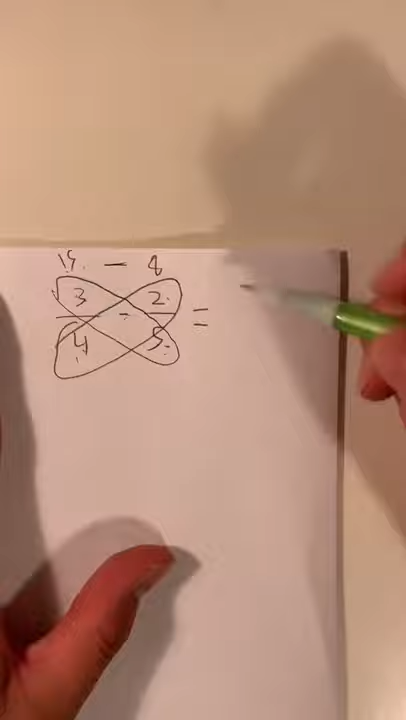 15. - 8
3 - 2 =
4 5